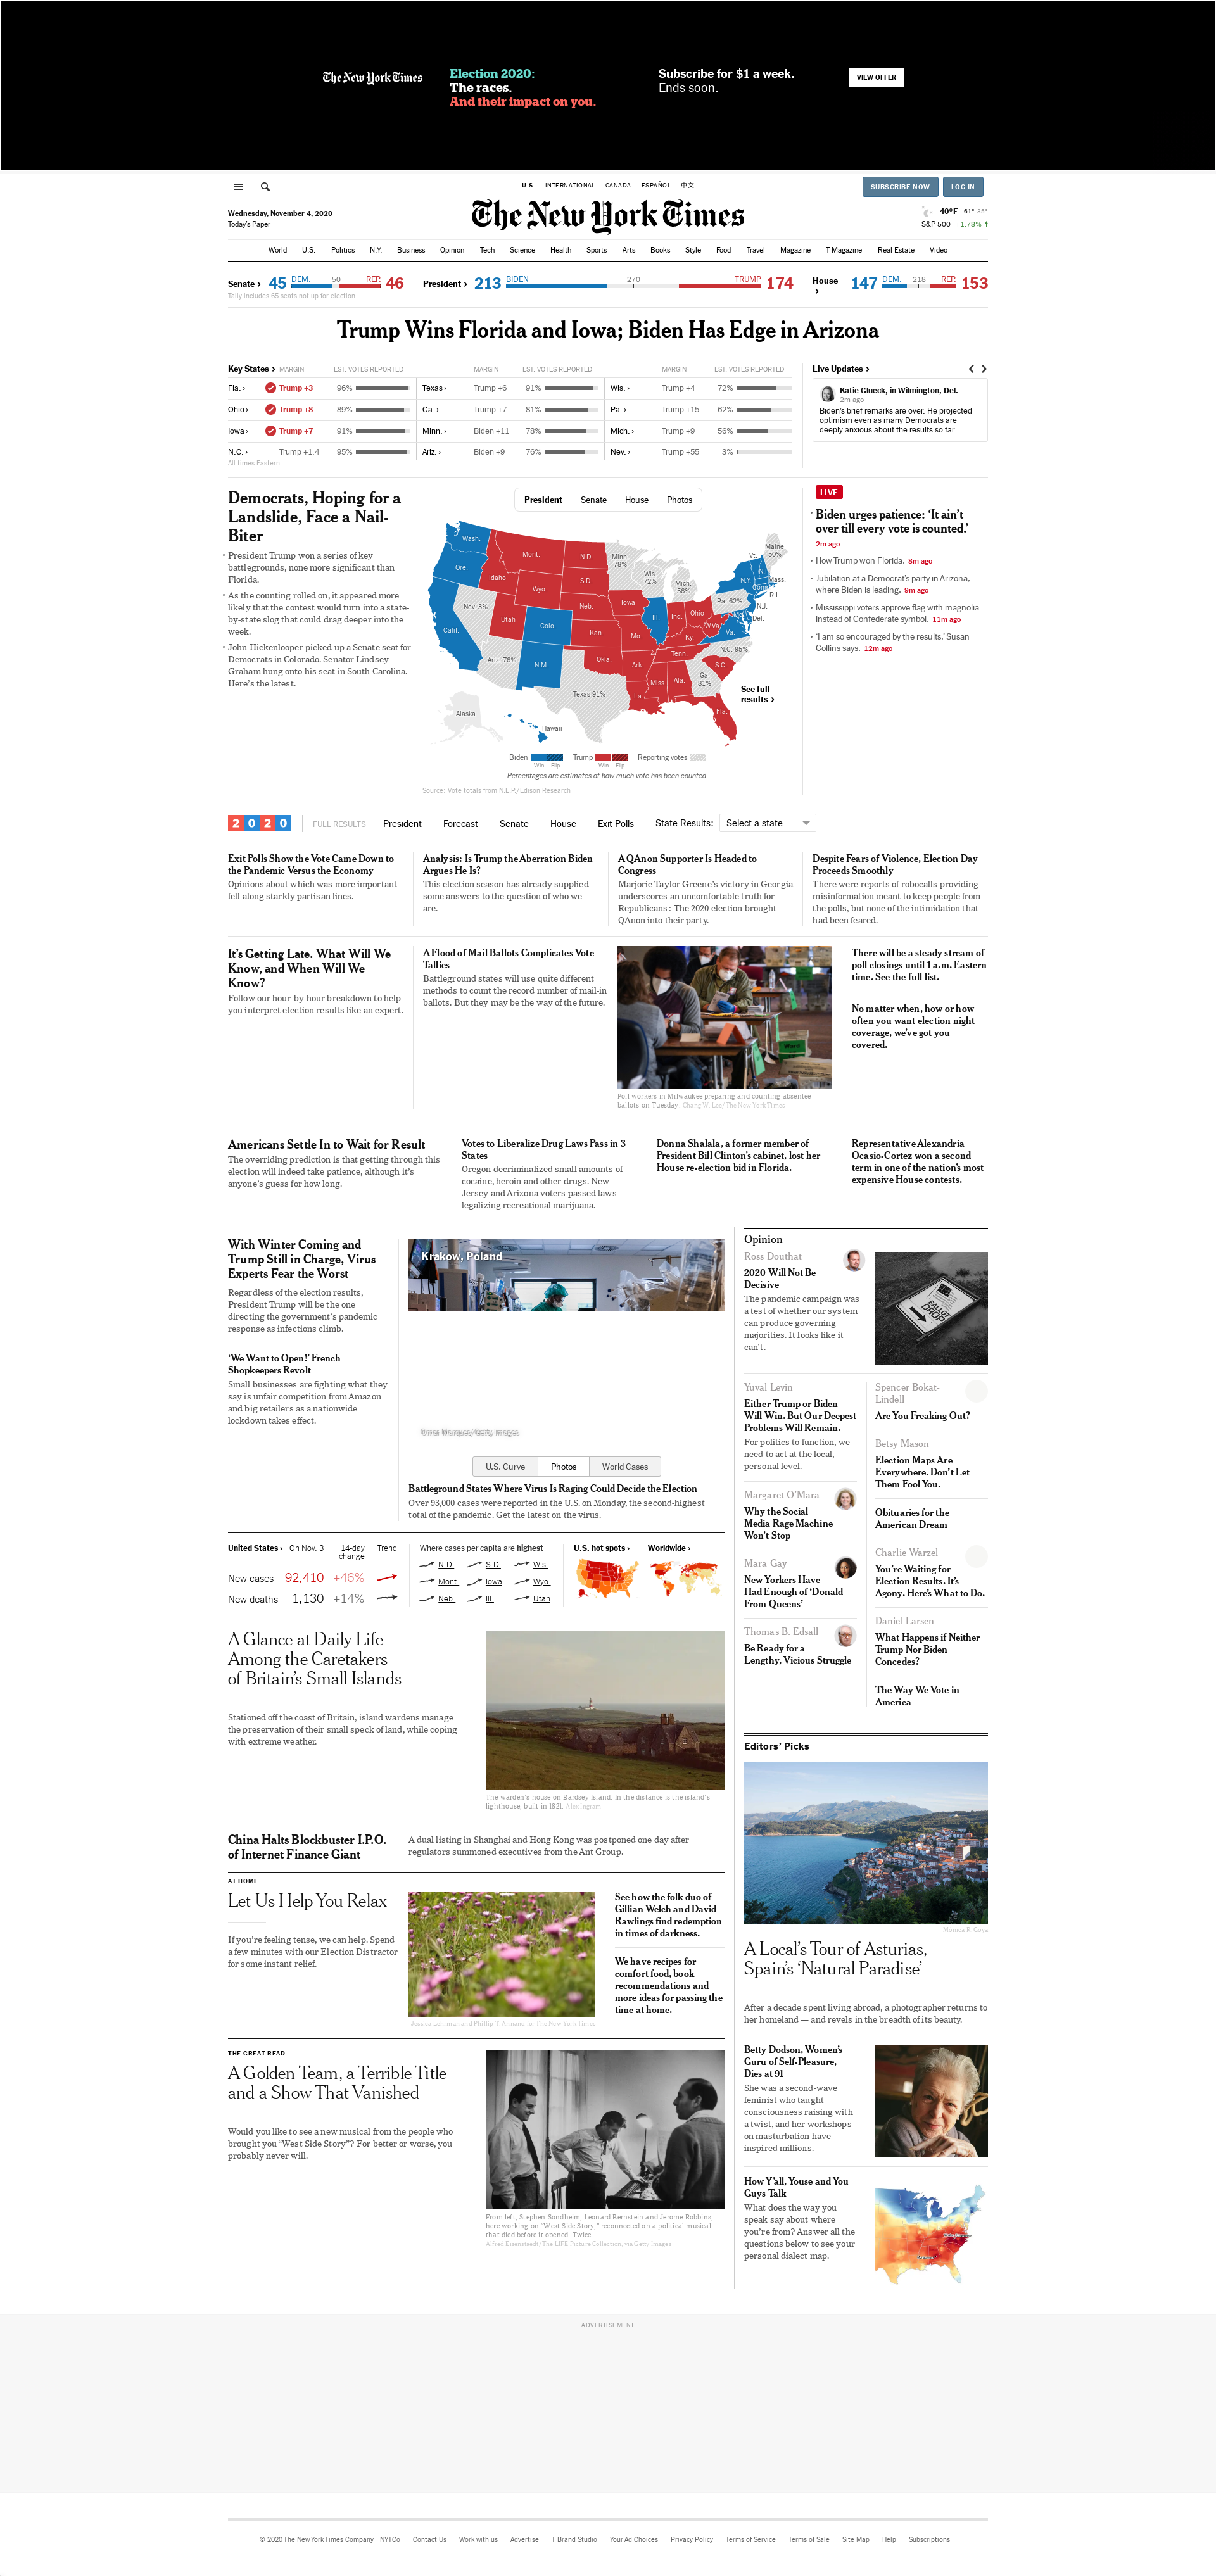 The New York Times
Election 2020:
The races.
And their impact on you.
Subscribe for $1 a week.
Ends soon.
VIEW OFFER
U.S. INTERNATIONAL CANADA ESPAÑOL 中文
SUBSCRIBE NOW
LOG IN
Wednesday, November 4, 2020
Today's Paper
The New York Times
40°F 61° 35°
S&P 500 +1.78% ↑
World U.S. Politics N.Y. Business Opinion Tech Science Health Sports Arts Books Style Food Travel Magazine T Magazine Real Estate Video
Senate › 45 DEM. 50 REP. 46
Tally includes 65 seats not up for election.
President › 213 BIDEN 270 TRUMP 174
House › 147 DEM. 218 REP. 153
Trump Wins Florida and Iowa; Biden Has Edge in Arizona
Key States › MARGIN EST. VOTES REPORTED MARGIN EST. VOTES REPORTED MARGIN EST. VOTES REPORTED
Fla. › Trump +3 96% Texas › Trump +6 91% Wis. › Trump +4 72%
Ohio › Trump +8 89% Ga. › Trump +7 81% Pa. › Trump +15 62%
Iowa › Trump +7 91% Minn. › Biden +11 78% Mich. › Trump +9 56%
N.C. › Trump +1.4 95% Ariz. › Biden +9 76% Nev. › Trump +55 3%
All times Eastern
Live Updates ›
Katie Glueck, in Wilmington, Del.
2m ago
Biden's brief remarks are over. He projected
optimism even as many Democrats are
deeply anxious about the results so far.
Democrats, Hoping for a
Landslide, Face a Nail-
Biter
• President Trump won a series of key
battlegrounds, none more significant than
Florida.
• As the counting rolled on, it appeared more
likely that the contest would turn into a state-
by-state slog that could drag deeper into the
week.
• John Hickenlooper picked up a Senate seat for
Democrats in Colorado. Senator Lindsey
Graham hung onto his seat in South Carolina.
Here's the latest.
President Senate House Photos
Wash.
Ore.
Calif.
Nev. 3%
Idaho
Mont.
Wyo.
Utah
Colo.
Ariz. 76%
N.M.
N.D.
S.D.
Neb.
Kan.
Okla.
Texas 91%
Minn.
78%
Iowa
Mo.
Ark.
La.
Wis.
72%
Ill.
Mich.
56%
Ind.
Ohio
Ky.
Tenn.
Miss.
Ala.
Ga.
81%
Fla.
S.C.
N.C. 95%
Va.
W.Va.
Pa. 62%
N.Y.
Vt.
N.H.
Maine
50%
Mass.
Conn.
R.I.
N.J.
Del.
Alaska
Hawaii
See full
results ›
Biden Win Flip Trump Win Flip Reporting votes
Percentages are estimates of how much vote has been counted.
Source: Vote totals from N.E.P./Edison Research
LIVE
• Biden urges patience: ‘It ain’t
over till every vote is counted.’
2m ago
• How Trump won Florida. 8m ago
• Jubilation at a Democrat’s party in Arizona,
where Biden is leading. 9m ago
• Mississippi voters approve flag with magnolia
instead of Confederate symbol. 11m ago
• ‘I am so encouraged by the results,’ Susan
Collins says. 12m ago
2020 FULL RESULTS President Forecast Senate House Exit Polls State Results: Select a state
Exit Polls Show the Vote Came Down to
the Pandemic Versus the Economy
Opinions about which was more important
fell along starkly partisan lines.
Analysis: Is Trump the Aberration Biden
Argues He Is?
This election season has already supplied
some answers to the question of who we
are.
A QAnon Supporter Is Headed to
Congress
Marjorie Taylor Greene's victory in Georgia
underscores an uncomfortable truth for
Republicans: The 2020 election brought
QAnon into their party.
Despite Fears of Violence, Election Day
Proceeds Smoothly
There were reports of robocalls providing
misinformation meant to keep people from
the polls, but none of the intimidation that
had been feared.
It’s Getting Late. What Will We
Know, and When Will We
Know?
Follow our hour-by-hour breakdown to help
you interpret election results like an expert.
A Flood of Mail Ballots Complicates Vote
Tallies
Battleground states will use quite different
methods to count the record number of mail-in
ballots. But they may be the way of the future.
Ward
Poll workers in Milwaukee preparing and counting absentee
ballots on Tuesday. Chang W. Lee/The New York Times
There will be a steady stream of
poll closings until 1 a.m. Eastern
time. See the full list.
No matter when, how or how
often you want election night
coverage, we’ve got you
covered.
Americans Settle In to Wait for Result
The overriding prediction is that getting through this
election will indeed take patience, although it's
anyone's guess for how long.
Votes to Liberalize Drug Laws Pass in 3
States
Oregon decriminalized small amounts of
cocaine, heroin and other drugs. New
Jersey and Arizona voters passed laws
legalizing recreational marijuana.
Donna Shalala, a former member of
President Bill Clinton’s cabinet, lost her
House re-election bid in Florida.
Representative Alexandria
Ocasio-Cortez won a second
term in one of the nation’s most
expensive House contests.
With Winter Coming and
Trump Still in Charge, Virus
Experts Fear the Worst
Regardless of the election results,
President Trump will be the one
directing the government's pandemic
response as infections climb.
‘We Want to Open!’ French
Shopkeepers Revolt
Small businesses are fighting what they
say is unfair competition from Amazon
and big retailers as a nationwide
lockdown takes effect.
Krakow, Poland
Omar Marques/Getty Images
U.S. Curve Photos World Cases
Battleground States Where Virus Is Raging Could Decide the Election
Over 93,000 cases were reported in the U.S. on Monday, the second-highest
total of the pandemic. Get the latest on the virus.
United States › On Nov. 3 14-day
change Trend
New cases 92,410 +46%
New deaths 1,130 +14%
Where cases per capita are highest
N.D. S.D. Wis.
Mont. Iowa Wyo.
Neb. Ill. Utah
U.S. hot spots › Worldwide ›
A Glance at Daily Life
Among the Caretakers
of Britain’s Small Islands
Stationed off the coast of Britain, island wardens manage
the preservation of their small speck of land, while coping
with extreme weather.
The warden's house on Bardsey Island. In the distance is the island's
lighthouse, built in 1821. Alex Ingram
China Halts Blockbuster I.P.O.
of Internet Finance Giant
A dual listing in Shanghai and Hong Kong was postponed one day after
regulators summoned executives from the Ant Group.
AT HOME
Let Us Help You Relax
If you're feeling tense, we can help. Spend
a few minutes with our Election Distractor
for some instant relief.
Jessica Lehrman and Phillip T. Annand for The New York Times
See how the folk duo of
Gillian Welch and David
Rawlings find redemption
in times of darkness.
We have recipes for
comfort food, book
recommendations and
more ideas for passing the
time at home.
THE GREAT READ
A Golden Team, a Terrible Title
and a Show That Vanished
Would you like to see a new musical from the people who
brought you “West Side Story”? For better or worse, you
probably never will.
From left, Stephen Sondheim, Leonard Bernstein and Jerome Robbins,
here working on “West Side Story,” reconnected on a political musical
that died before it opened. Twice.
Alfred Eisenstaedt/The LIFE Picture Collection, via Getty Images
Opinion
Ross Douthat
2020 Will Not Be
Decisive
The pandemic campaign was
a test of whether our system
can produce governing
majorities. It looks like it
can't.
BALLOT
DROP
Yuval Levin
Either Trump or Biden
Will Win. But Our Deepest
Problems Will Remain.
For politics to function, we
need to act at the local,
personal level.
Margaret O’Mara
Why the Social
Media Rage Machine
Won’t Stop
Mara Gay
New Yorkers Have
Had Enough of ‘Donald
From Queens’
Thomas B. Edsall
Be Ready for a
Lengthy, Vicious Struggle
Spencer Bokat-
Lindell
Are You Freaking Out?
Betsy Mason
Election Maps Are
Everywhere. Don’t Let
Them Fool You.
Obituaries for the
American Dream
Charlie Warzel
You’re Waiting for
Election Results. It’s
Agony. Here’s What to Do.
Daniel Larsen
What Happens if Neither
Trump Nor Biden
Concedes?
The Way We Vote in
America
Editors’ Picks
Monica R. Goya
A Local’s Tour of Asturias,
Spain’s ‘Natural Paradise’
After a decade spent living abroad, a photographer returns to
her homeland — and revels in the breadth of its beauty.
Betty Dodson, Women’s
Guru of Self-Pleasure,
Dies at 91
She was a second-wave
feminist who taught
consciousness raising with
a twist, and her workshops
on masturbation have
inspired millions.
How Y’all, Youse and You
Guys Talk
What does the way you
speak say about where
you're from? Answer all the
questions below to see your
personal dialect map.
ADVERTISEMENT
© 2020 The New York Times Company NYTCo Contact Us Work with us Advertise T Brand Studio Your Ad Choices Privacy Policy Terms of Service Terms of Sale Site Map Help Subscriptions